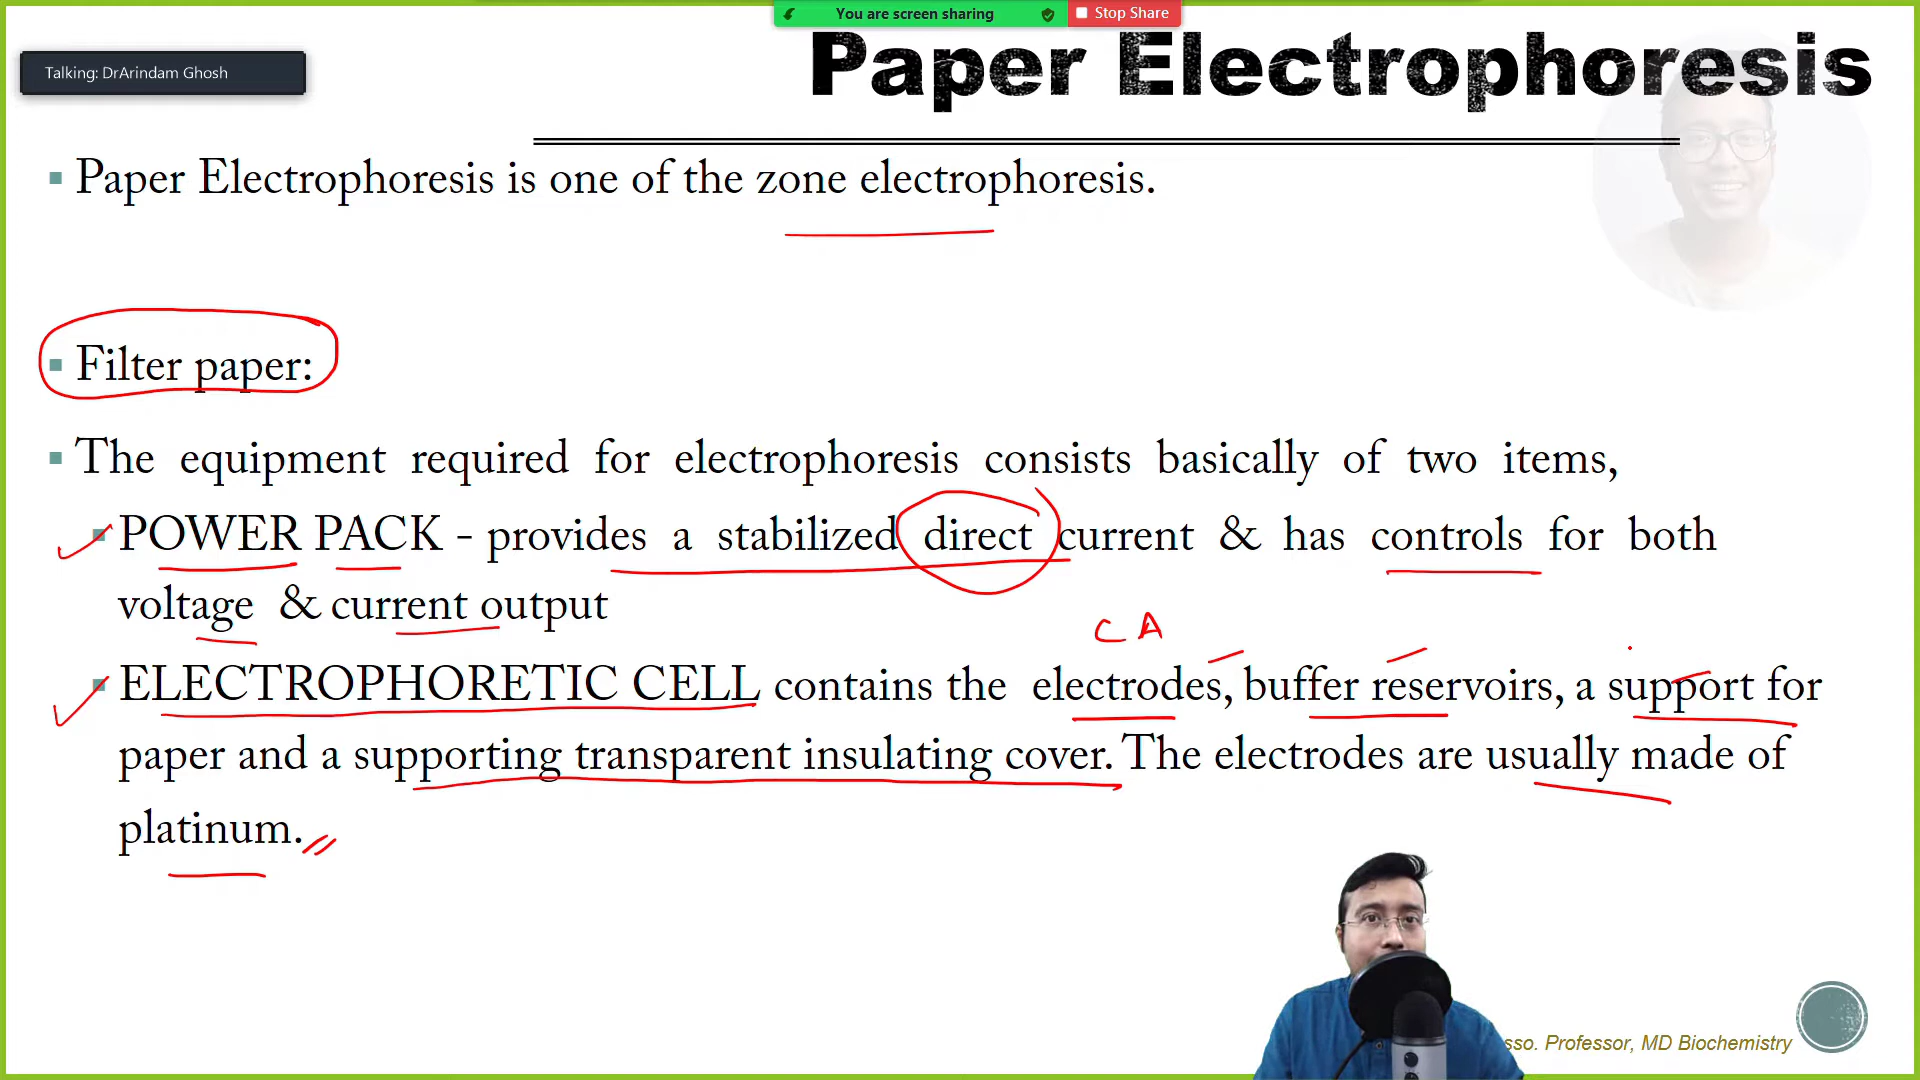 You are screen sharing
Stop Share
Talking: DrArindam Ghosh
Paper Electrophoresis
Paper Electrophoresis is one of the zone electrophoresis.
Filter paper:
The equipment required for electrophoresis consists basically of two items,
POWER PACK - provides a stabilized direct current & has controls for both
voltage & current output
C A
ELECTROPHORETIC CELL contains the electrodes, buffer reservoirs, a support for
paper and a supporting transparent insulating cover. The electrodes are usually made of
platinum.
Professor, MD Biochemistry